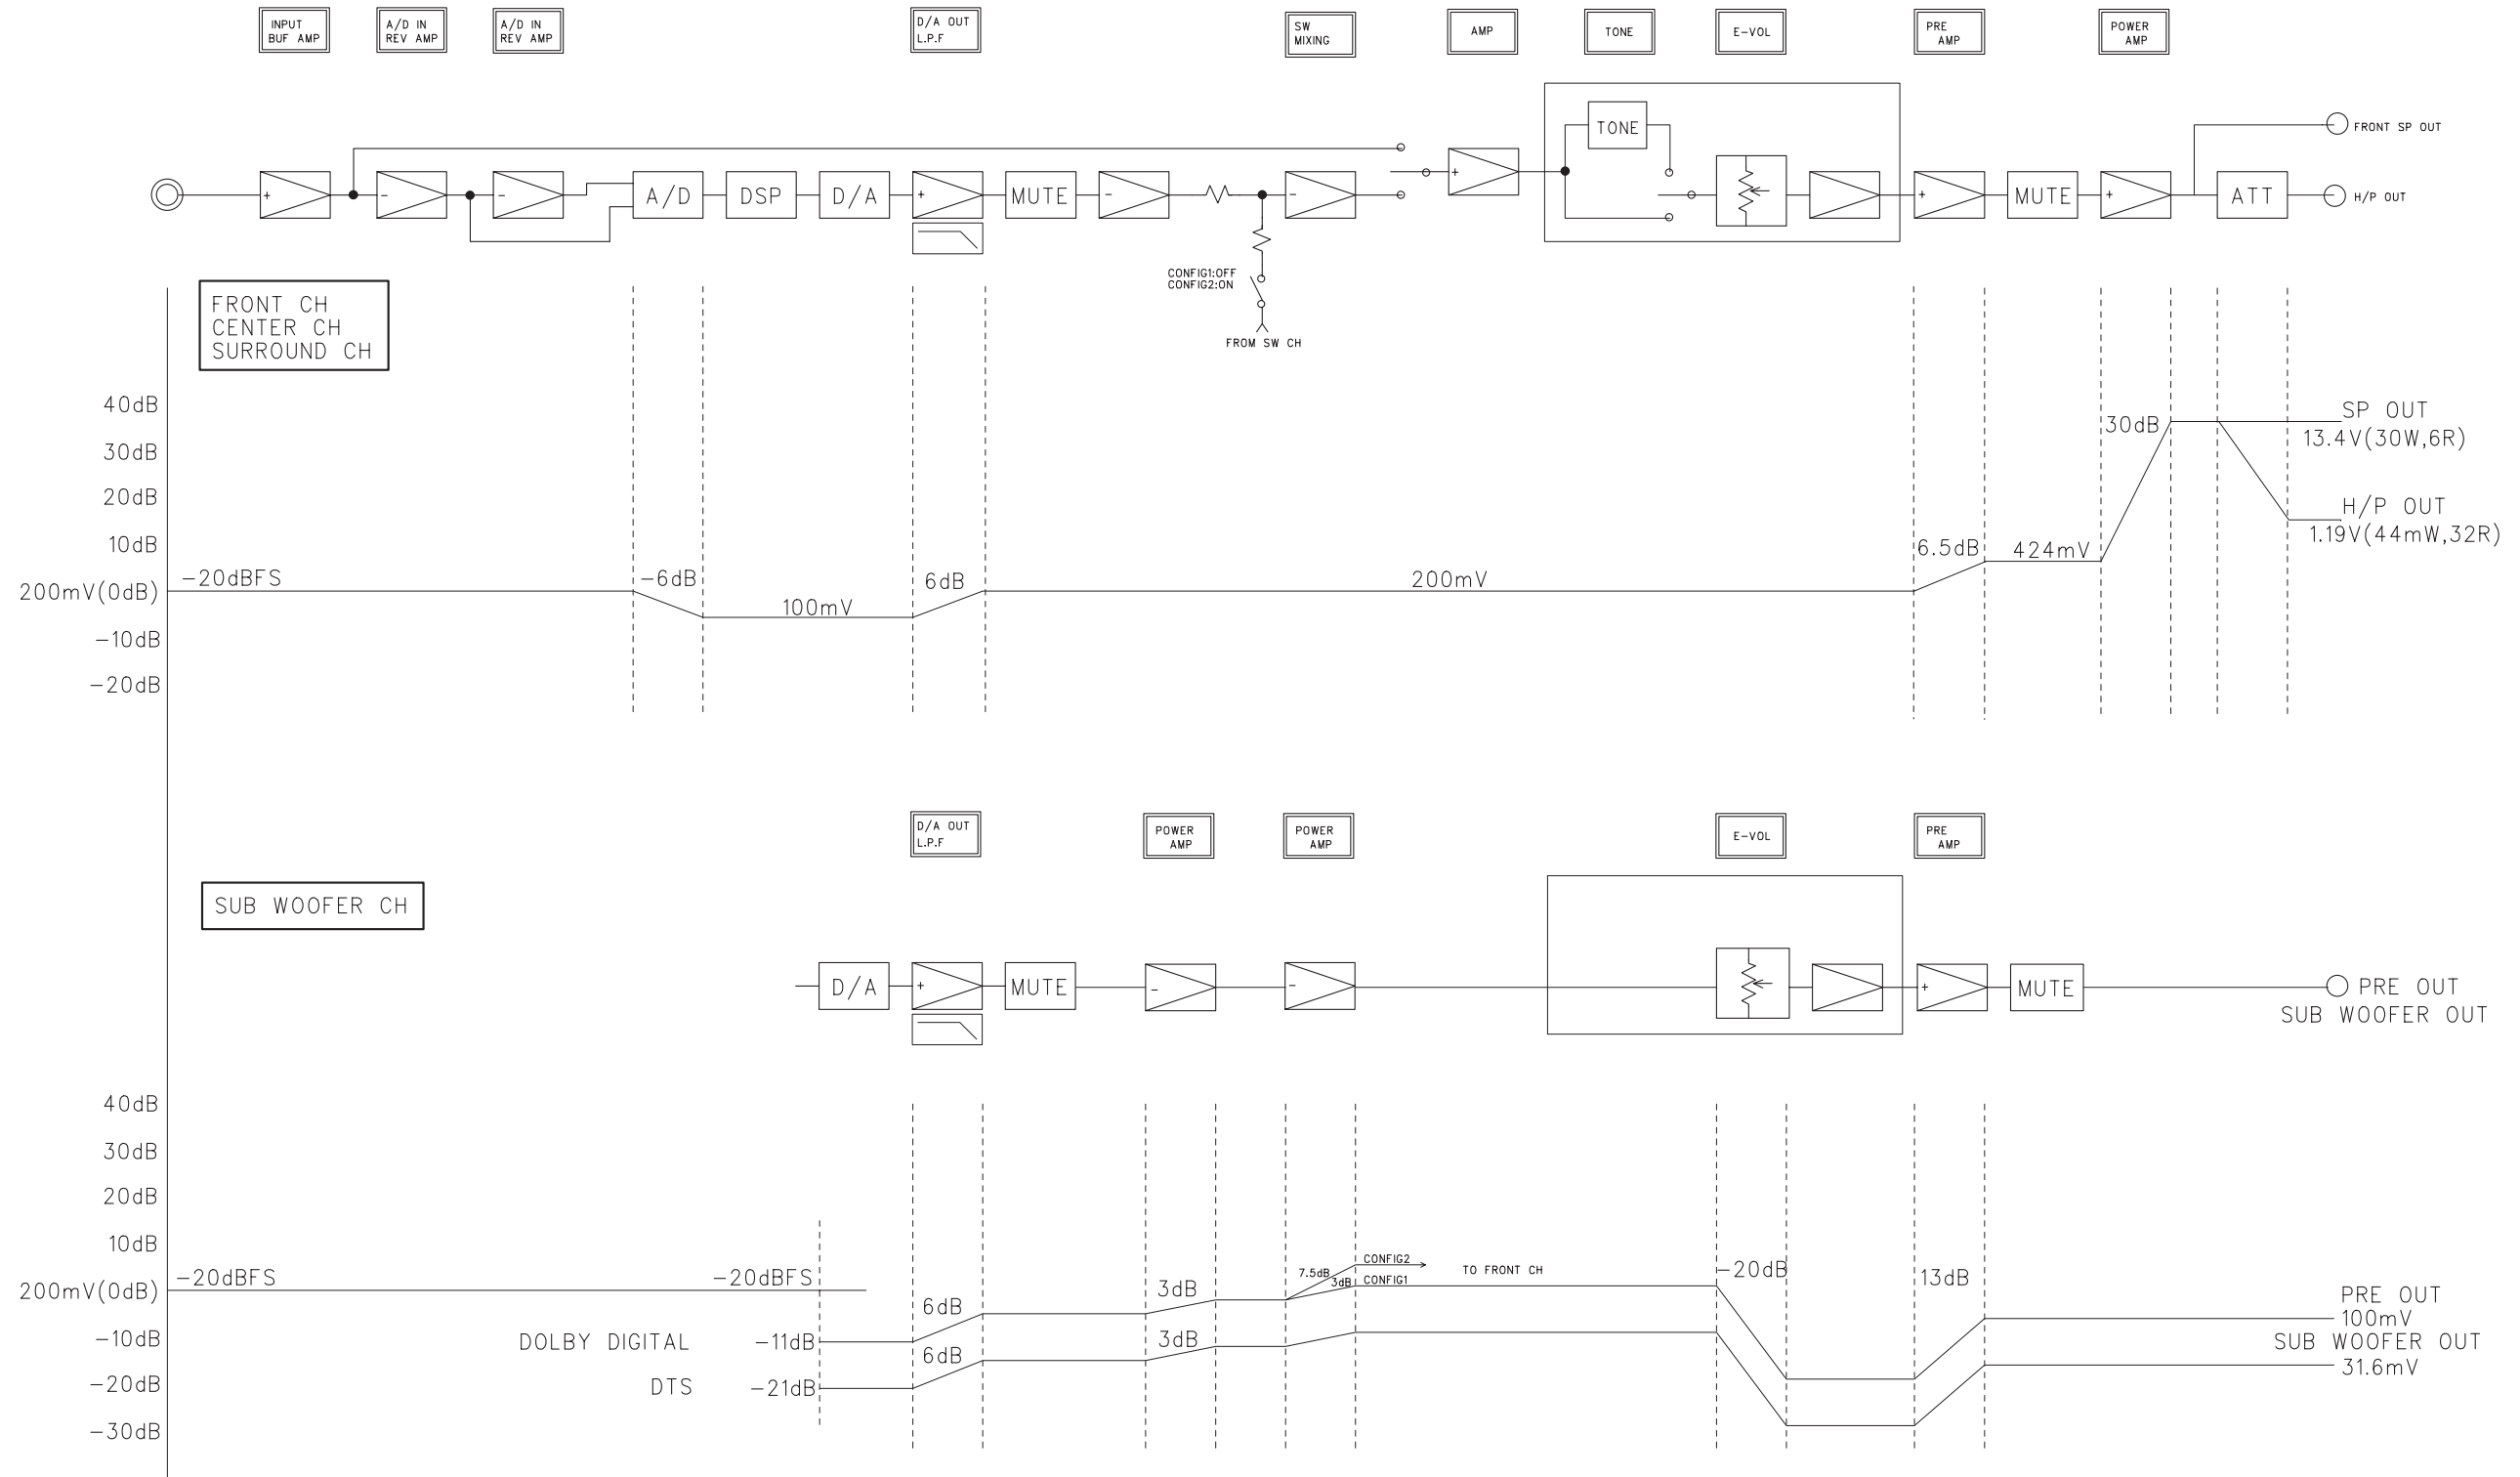 INPUT
BUF AMP
A/D IN
REV AMP
A/D IN
REV AMP
D/A OUT
L.P.F
SW
MIXING
AMP
TONE
E-VOL
PRE
AMP
POWER
AMP
TONE
FRONT SP OUT
+
-
-
A/D
DSP
D/A
+
MUTE
-
-
+
+
MUTE
+
ATT
H/P OUT
CONFIG1:OFF
CONFIG2:ON
FROM SW CH
FRONT CH
CENTER CH
SURROUND CH
40dB
30dB
20dB
10dB
200mV(0dB)
-10dB
-20dB
-20dBFS
-6dB
100mV
6dB
200mV
6.5dB
424mV
30dB
SP OUT
13.4V(30W,6R)
H/P OUT
1.19V(44mW,32R)
D/A OUT
L.P.F
POWER
AMP
POWER
AMP
E-VOL
PRE
AMP
SUB WOOFER CH
D/A
+
MUTE
-
-
+
MUTE
PRE OUT
SUB WOOFER OUT
40dB
30dB
20dB
10dB
200mV(0dB)
-10dB
-20dB
-30dB
-20dBFS
-20dBFS
DOLBY DIGITAL
-11dB
DTS
-21dB
6dB
6dB
3dB
3dB
7.5dB
3dB
CONFIG2
CONFIG1
TO FRONT CH
-20dB
13dB
PRE OUT
100mV
SUB WOOFER OUT
31.6mV